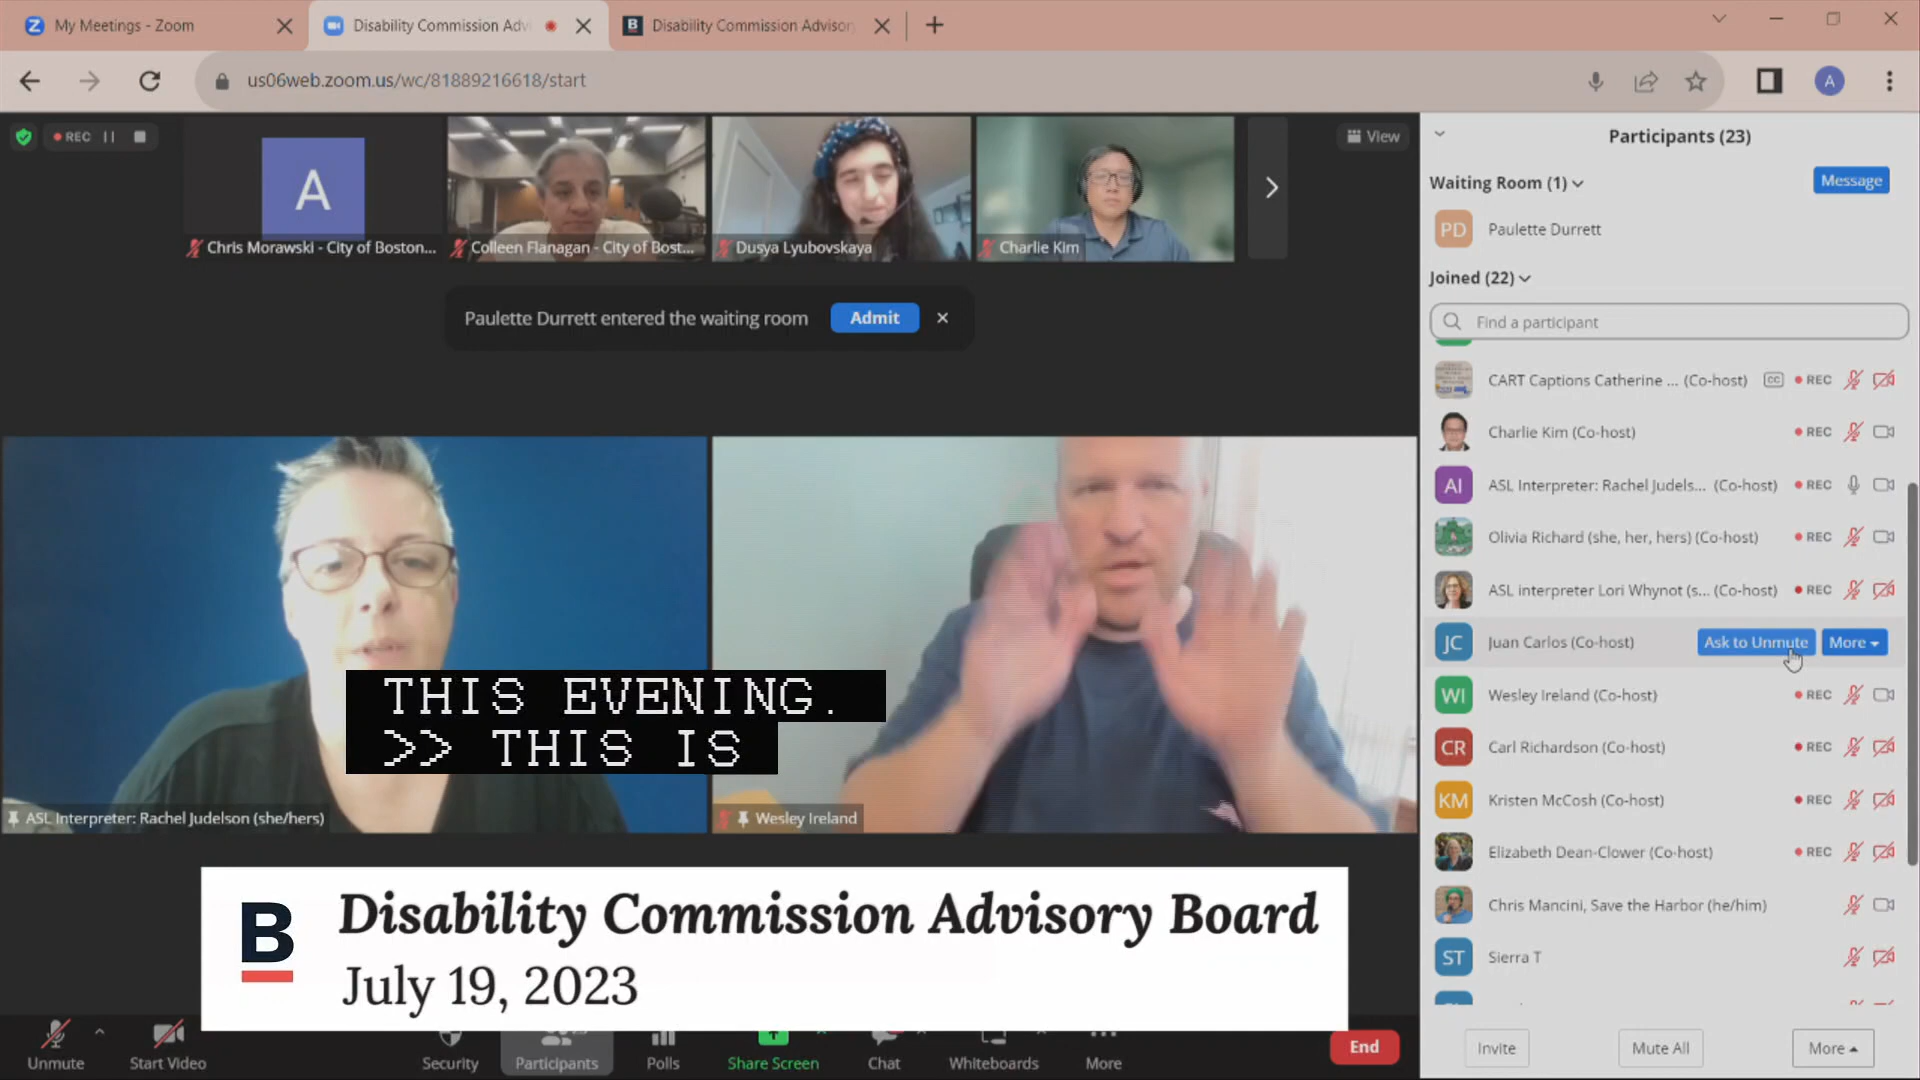 My Meetings - Zoom
Disability Commission Advi
Disability Commission Advisor
us06web.zoom.us/wc/81889216618/start
A
REC
View
A
Chris Morawski - City of Boston...
Colleen Flanagan - City of Bost...
Dusya Lyubovskaya
Charlie Kim
Paulette Durrett entered the waiting room
Admit
THIS EVENING.
>> THIS IS
ASL Interpreter: Rachel Judelson (she/hers)
Wesley Ireland
B
Disability Commission Advisory Board
July 19, 2023
Unmute
Start Video
Security
Participants
Polls
Share Screen
Chat
Whiteboards
More
End
Participants (23)
Waiting Room (1)
Message
PD
Paulette Durrett
Joined (22)
Find a participant
CART Captions Catherine ... (Co-host) CC REC
Charlie Kim (Co-host) REC
AI ASL Interpreter: Rachel Judels... (Co-host) REC
Olivia Richard (she, her, hers) (Co-host) REC
ASL interpreter Lori Whynot (s... (Co-host) REC
JC Juan Carlos (Co-host) Ask to Unmute More
WI Wesley Ireland (Co-host) REC
CR Carl Richardson (Co-host) REC
KM Kristen McCosh (Co-host) REC
Elizabeth Dean-Clower (Co-host) REC
Chris Mancini, Save the Harbor (he/him)
ST Sierra T
Invite
Mute All
More